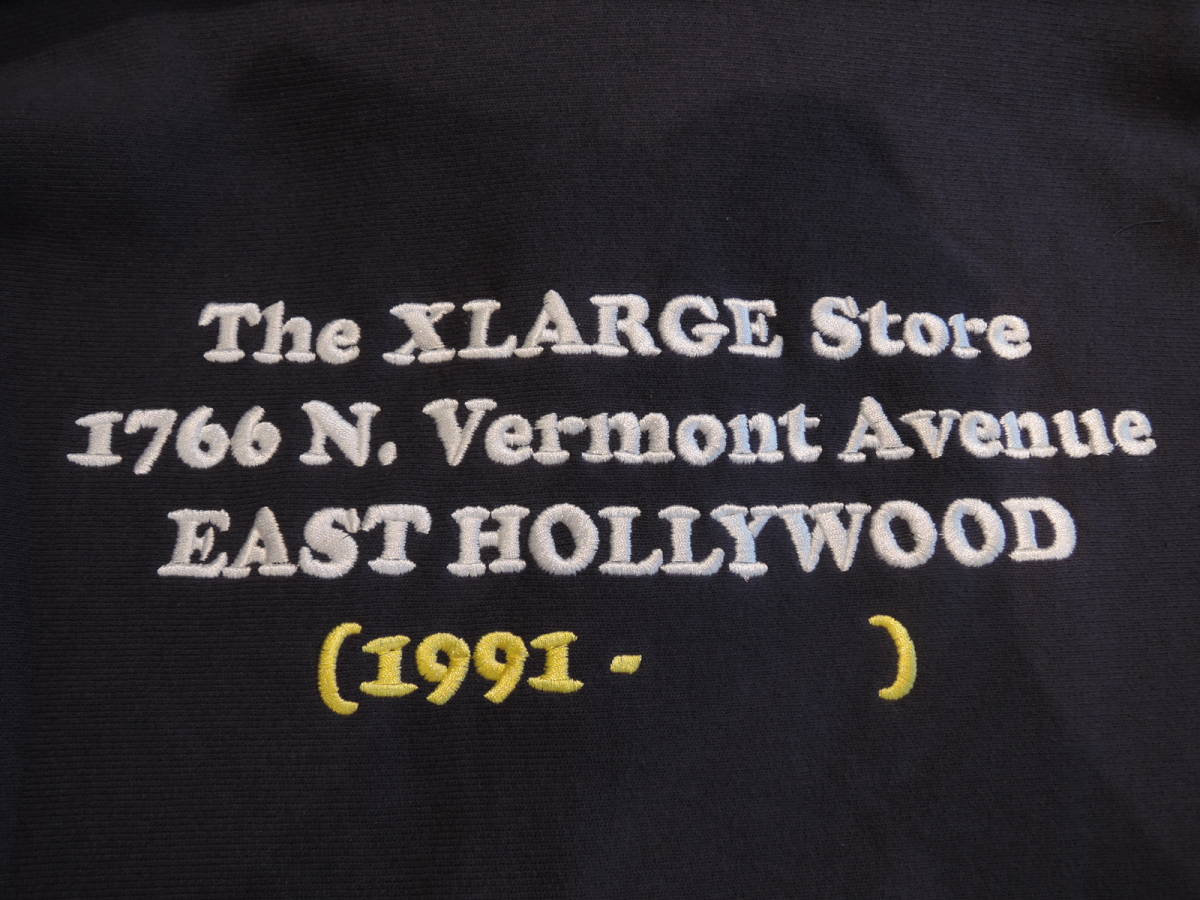 The XLARGE Store
1766 N. Vermont Avenue
EAST HOLLYWOOD
(1991 - )